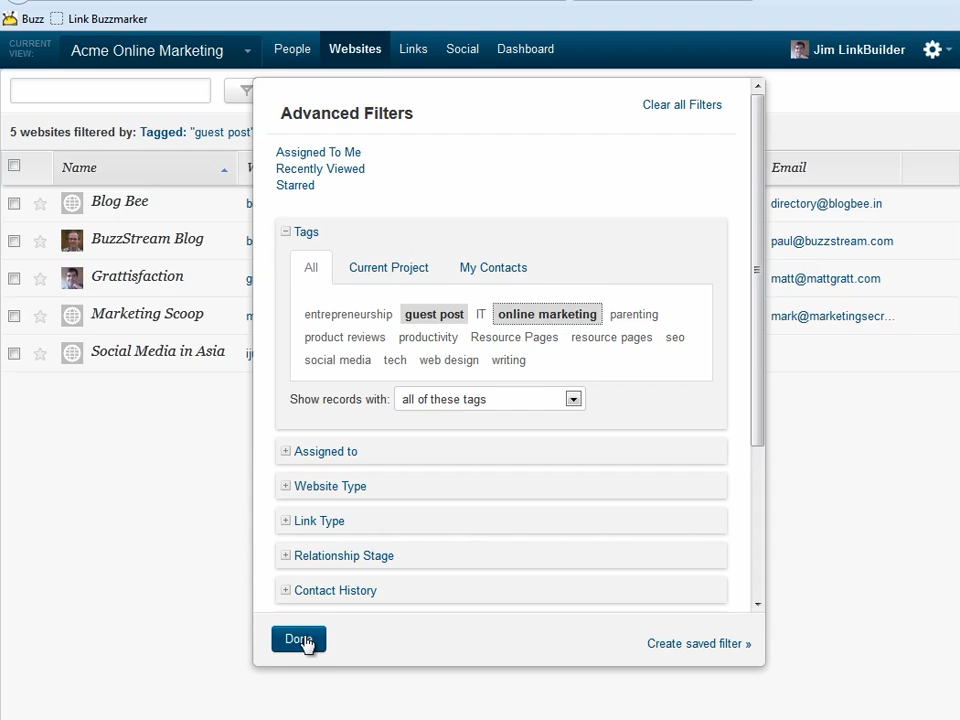 Buzz Link Buzzmarker
CURRENT VIEW: Acme Online Marketing People Websites Links Social Dashboard Jim LinkBuilder
Advanced Filters Clear all Filters
5 websites filtered by: Tagged: "guest post"
Assigned To Me
Recently Viewed
Starred
Name Email
Blog Bee directory@blogbee.in
BuzzStream Blog paul@buzzstream.com
Grattisfaction matt@mattgratt.com
Marketing Scoop mark@marketingsecr...
Social Media in Asia
Tags
All Current Project My Contacts
entrepreneurship guest post IT online marketing parenting
product reviews productivity Resource Pages resource pages seo
social media tech web design writing
Show records with: all of these tags
Assigned to
Website Type
Link Type
Relationship Stage
Contact History
Done Create saved filter »